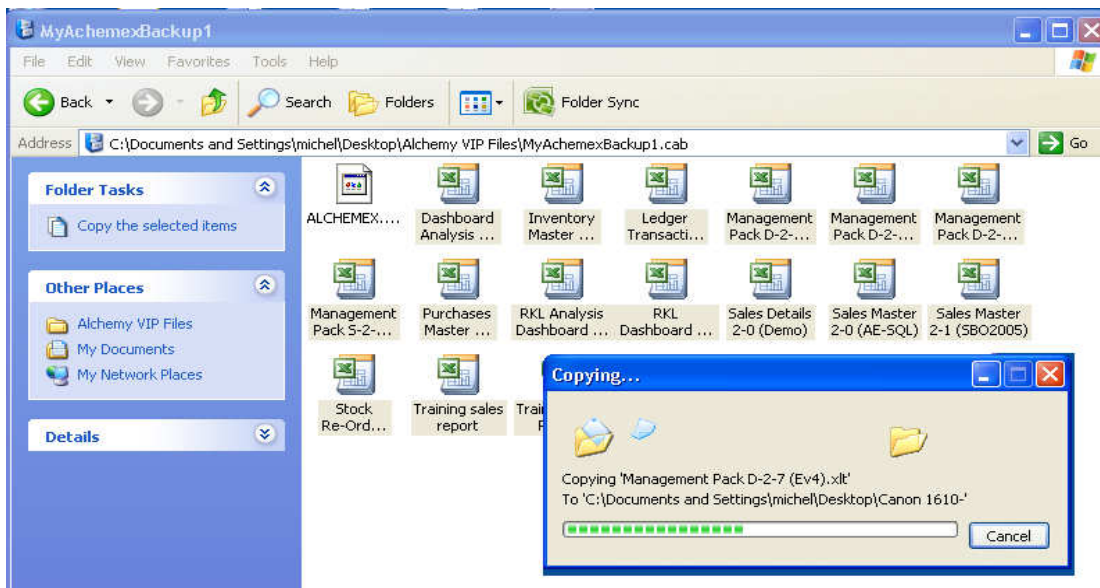 MyAchemexBackup1
File Edit View Favorites Tools Help
Back Search Folders Folder Sync
Address C:\Documents and Settings\michel\Desktop\Alchemy VIP Files\MyAchemexBackup1.cab Go
Folder Tasks
Copy the selected items
Other Places
Alchemy VIP Files
My Documents
My Network Places
Details
ALCHEMEX....
Dashboard
Analysis ...
Inventory
Master ...
Ledger
Transacti...
Management
Pack D-2-...
Management
Pack D-2-...
Management
Pack D-2-...
Management
Pack S-2-...
Purchases
Master ...
RKL Analysis
Dashboard ...
RKL
Dashboard ...
Sales Details
2-0 (Demo)
Sales Master
2-0 (AE-SQL)
Sales Master
2-1 (SBO2005)
Stock
Re-Ord...
Training sales
report
Copying...
Copying 'Management Pack D-2-7 (Ev4).xlt'
To 'C:\Documents and Settings\michel\Desktop\Canon 1610-'
Cancel